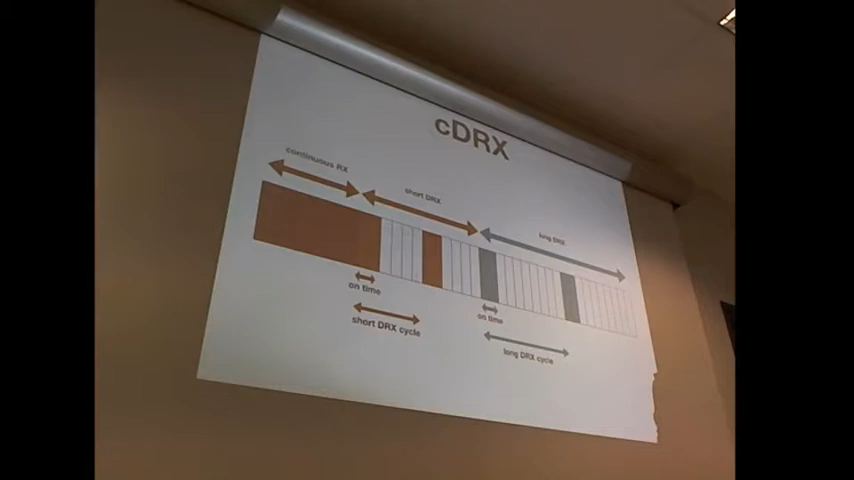 cDRX
continuous RX
short DRX
long DRX
on time
short DRX cycle
on time
long DRX cycle